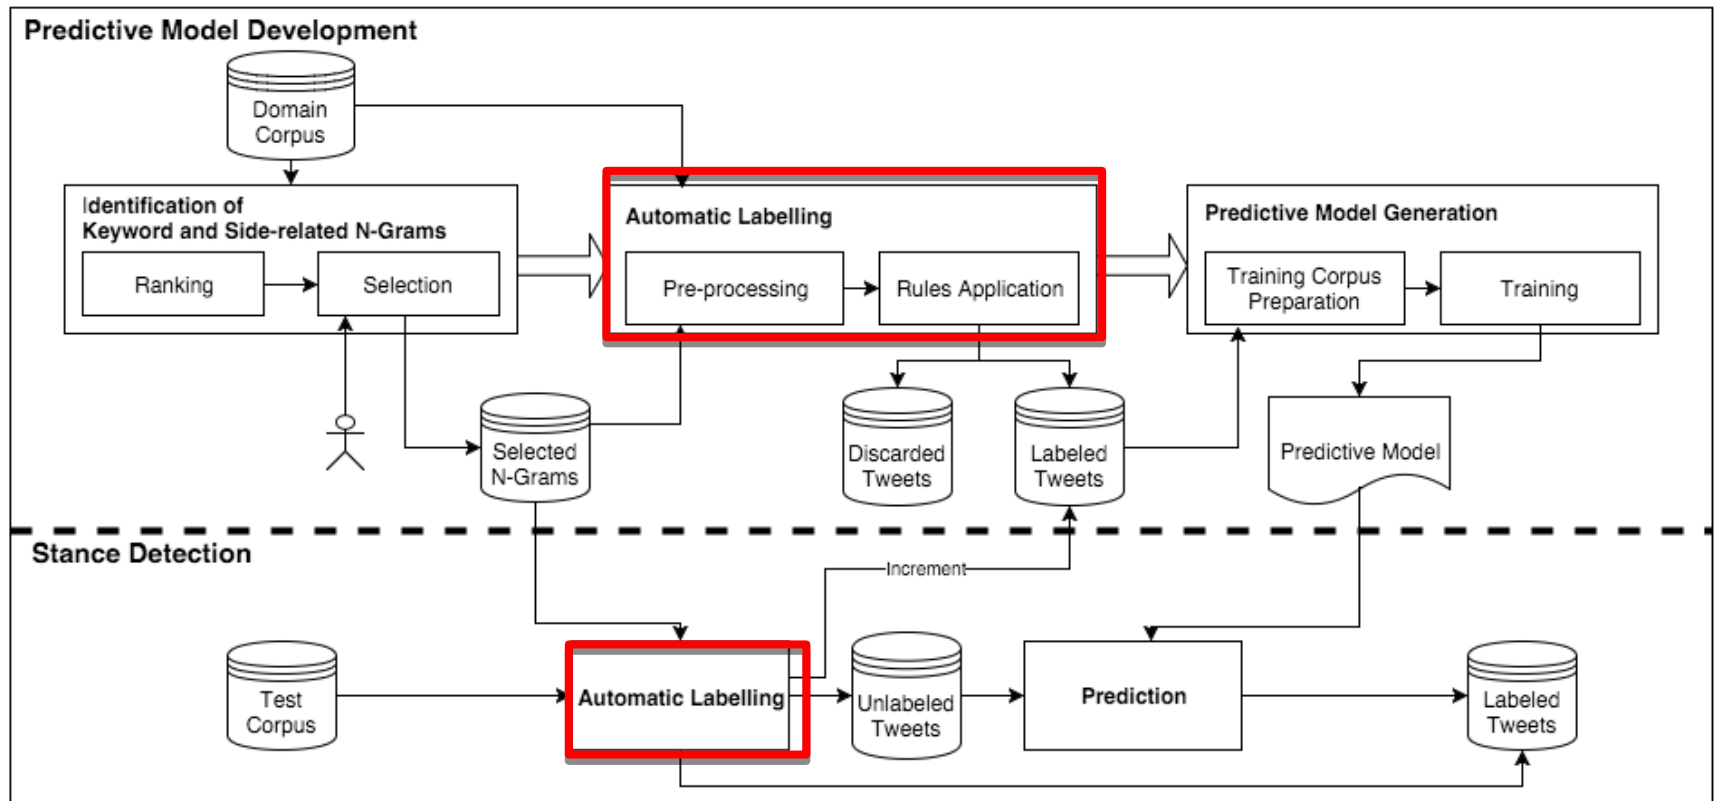 Predictive Model Development
Domain
Corpus
Identification of
Keyword and Side-related N-Grams
Ranking
Selection
Automatic Labelling
Pre-processing
Rules Application
Predictive Model Generation
Training Corpus
Preparation
Training
Selected
N-Grams
Discarded
Tweets
Labeled
Tweets
Predictive Model
Stance Detection
Increment
Test
Corpus
Automatic Labelling
Unlabeled
Tweets
Prediction
Labeled
Tweets